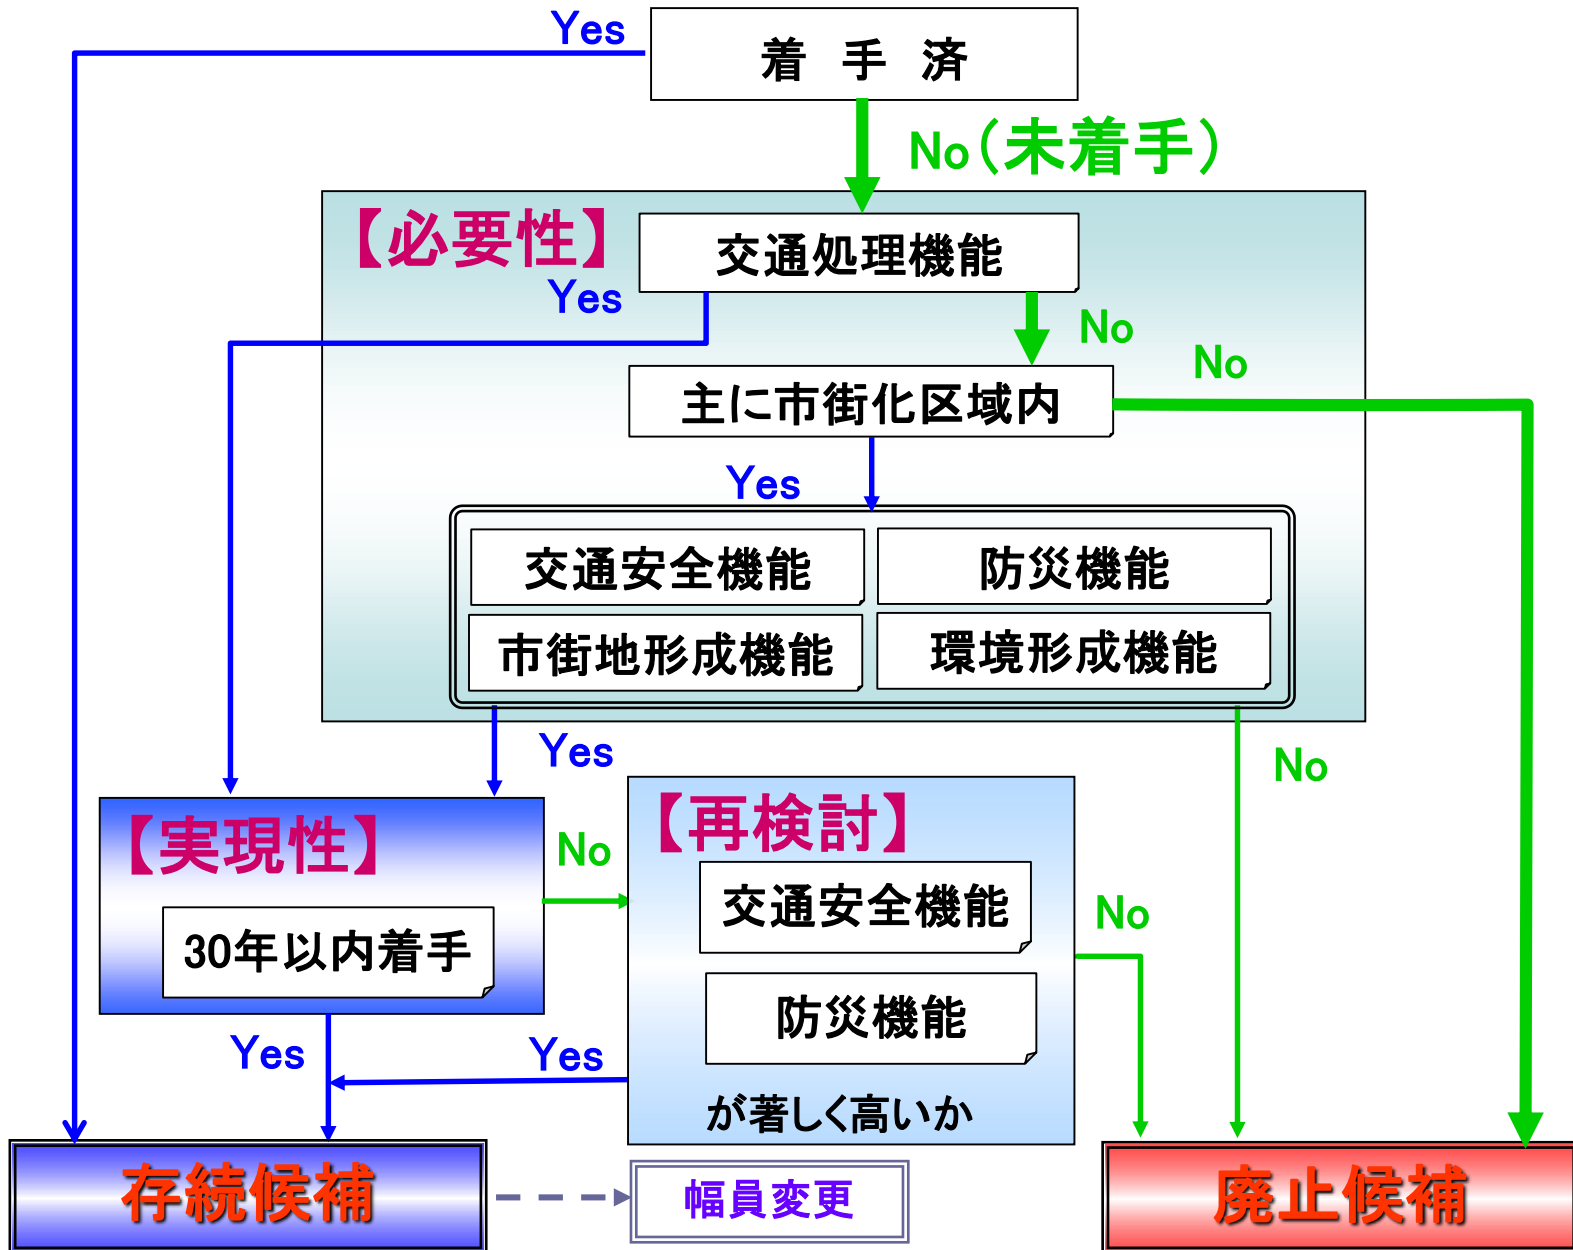 Yes
着 手 済
No（未着手）
【必要性】
交通処理機能
Yes
No
No
主に市街化区域内
Yes
交通安全機能
防災機能
市街地形成機能
環境形成機能
Yes
No
【実現性】
No
【再検討】
交通安全機能
No
30年以内着手
防災機能
Yes
Yes
が著しく高いか
存続候補
幅員変更
廃止候補